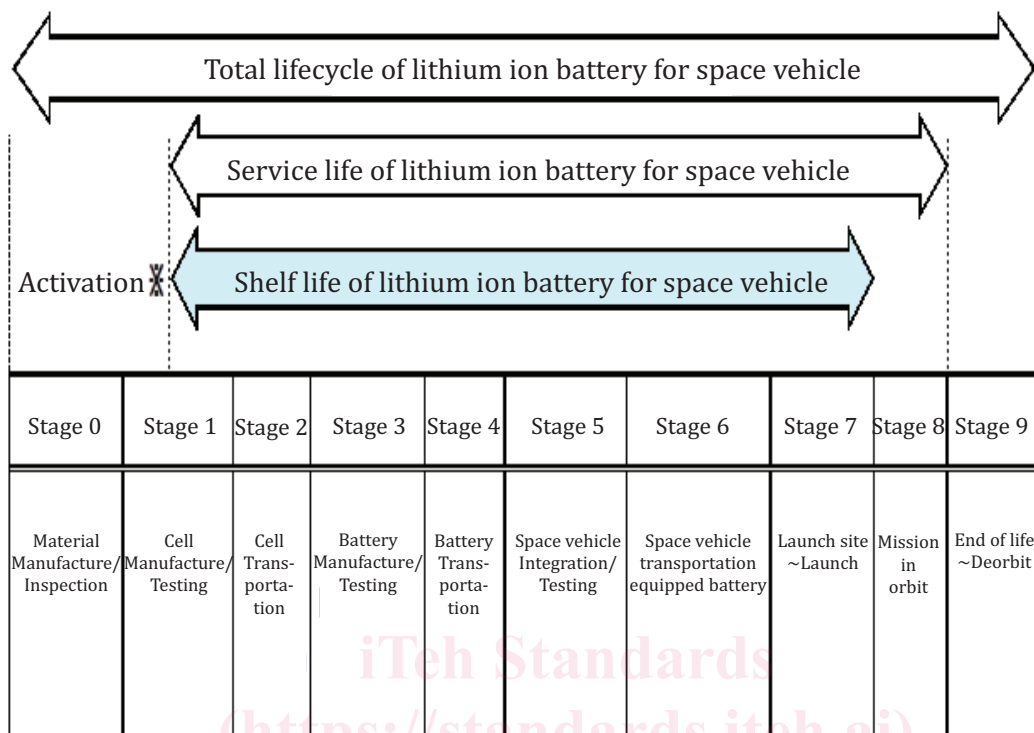 Total lifecycle of lithium ion battery for space vehicle
Service life of lithium ion battery for space vehicle
Activation
Shelf life of lithium ion battery for space vehicle
Stage 0
Stage 1
Stage 2
Stage 3
Stage 4
Stage 5
Stage 6
Stage 7
Stage 8
Stage 9
Material
Manufacture/
Inspection
Cell
Manufacture/
Testing
Cell
Trans-
porta-
tion
Battery
Manufacture/
Testing
Battery
Trans-
porta-
tion
Space vehicle
Integration/
Testing
Space vehicle
transportation
equipped battery
Launch site
~Launch
Mission
in
orbit
End of life
~Deorbit
iTeh Standards
(https://standards.iteh.ai)